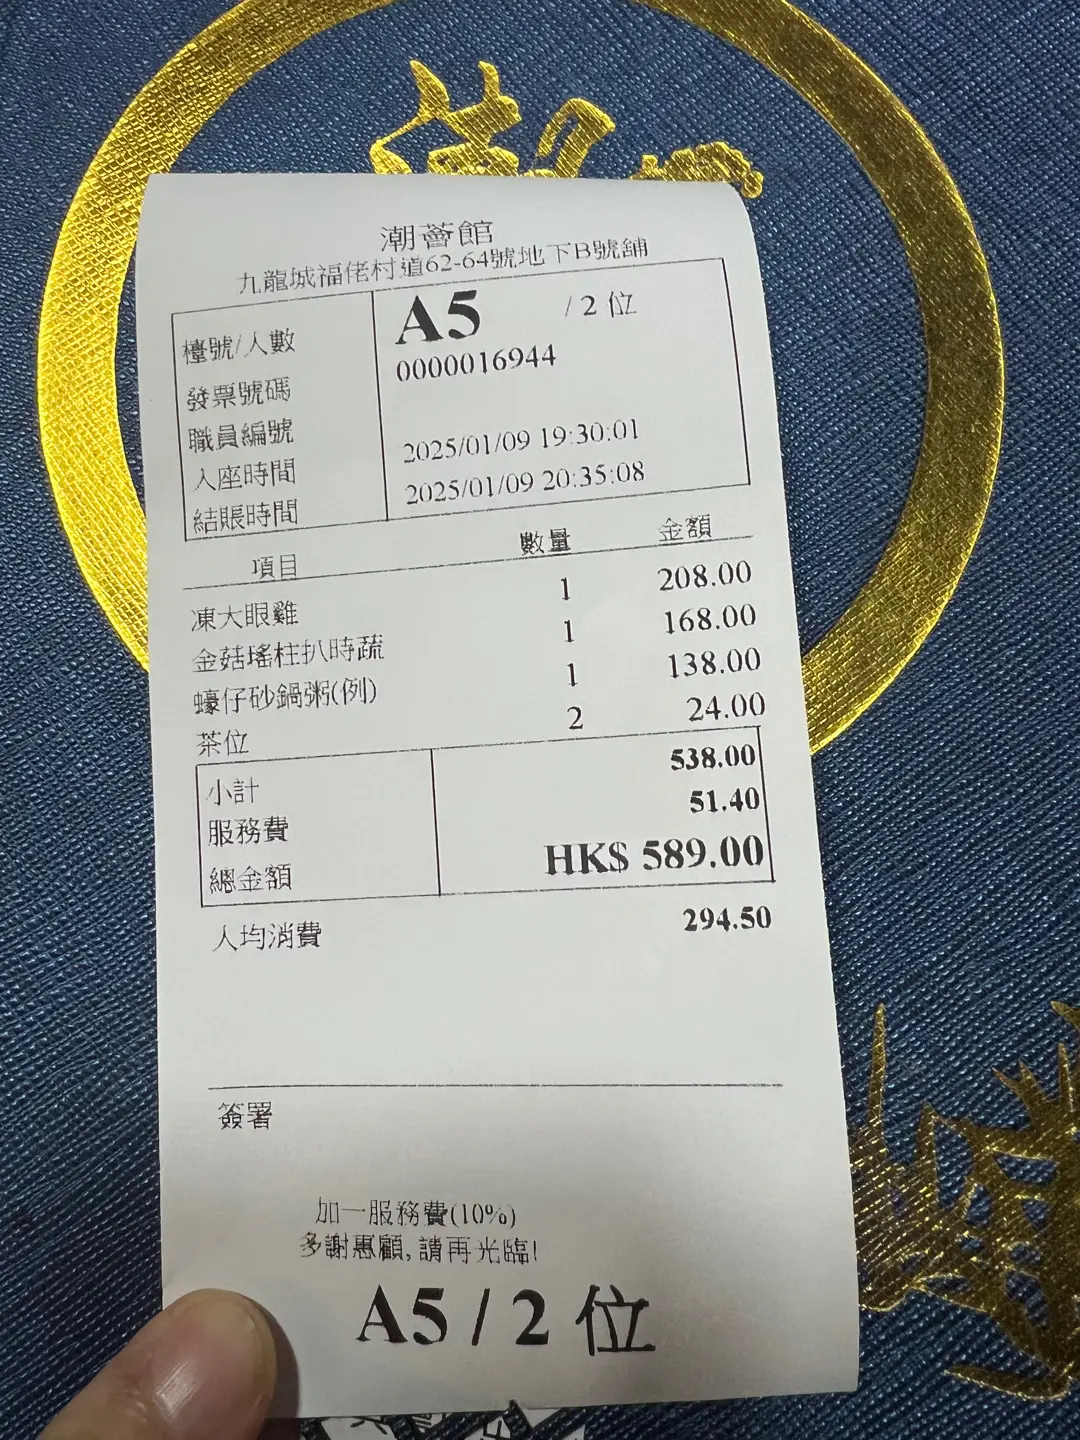 潮薈館
九龍城福佬村道62-64號地下B號舖
檯號/人數 A5 / 2 位
發票號碼 0000016944
職員編號
入座時間 2025/01/09 19:30:01
結賬時間 2025/01/09 20:35:08
項目 數量 金額
凍大眼雞 1 208.00
金菇瑤柱扒時蔬 1 168.00
蠔仔砂鍋粥(例) 1 138.00
茶位 2 24.00
小計 538.00
服務費 51.40
總金額 HK$ 589.00
人均消費 294.50
簽署
加一服務費(10%)
多謝惠顧,請再光臨!
A5 / 2 位